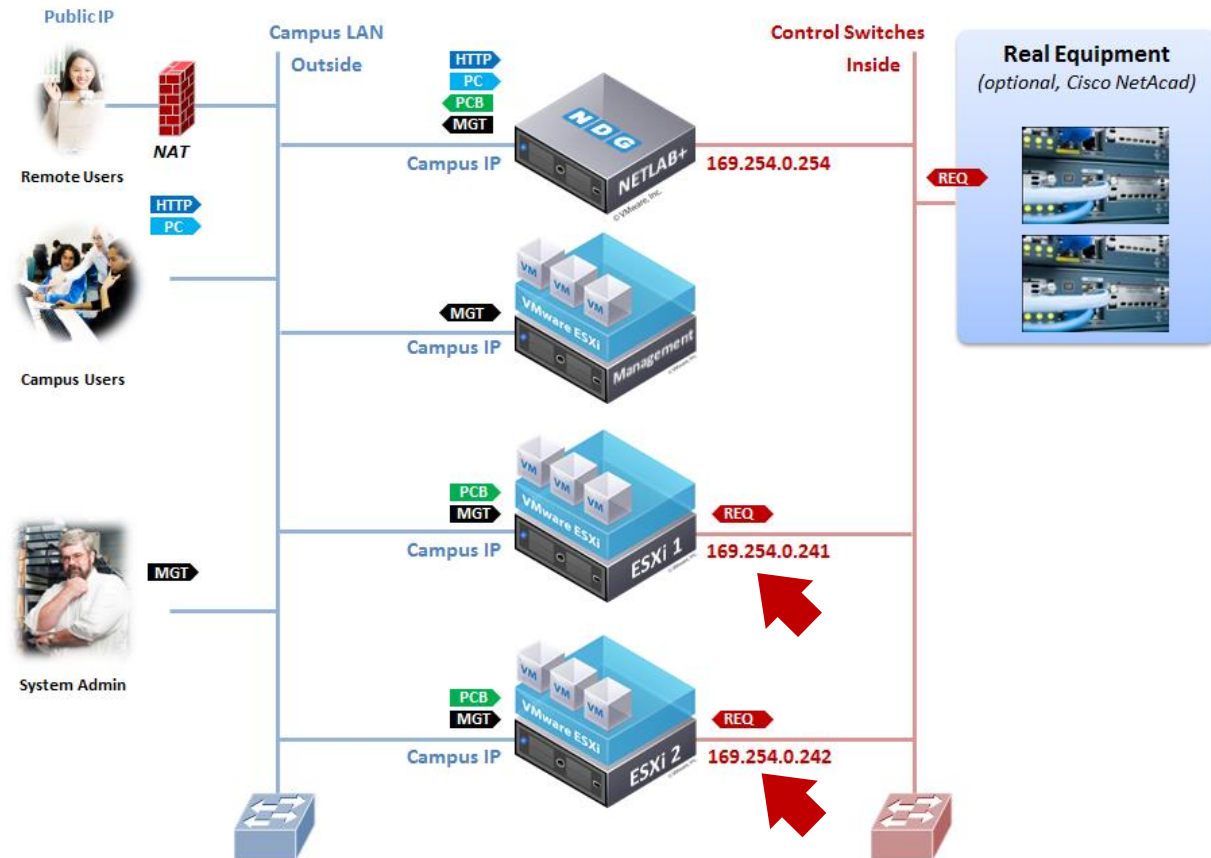 Public IP
Campus LAN
Outside
Control Switches
Inside
Real Equipment
(optional, Cisco NetAcad)
HTTP
PC
PCB
MGT
NDG
NETLAB+
© VMware, Inc.
NAT
Campus IP
169.254.0.254
REQ
Remote Users
HTTP
PC
VM
VM
VM
VMware ESXi
Management
MGT
Campus IP
Campus Users
VM
VM
VM
VMware ESXi
ESXi 1
PCB
MGT
REQ
Campus IP
169.254.0.241
MGT
System Admin
VM
VM
VM
VMware ESXi
ESXi 2
PCB
MGT
REQ
Campus IP
169.254.0.242